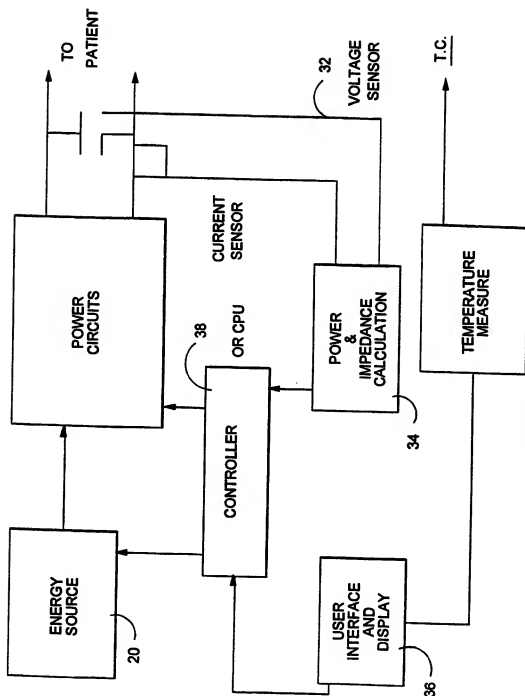 ENERGY
SOURCE
20
POWER
CIRCUITS
TO
PATIENT
CONTROLLER
38
OR CPU
CURRENT
SENSOR
32
VOLTAGE
SENSOR
POWER
&
IMPEDANCE
CALCULATION
34
USER
INTERFACE
AND
DISPLAY
36
TEMPERATURE
MEASURE
T.C.